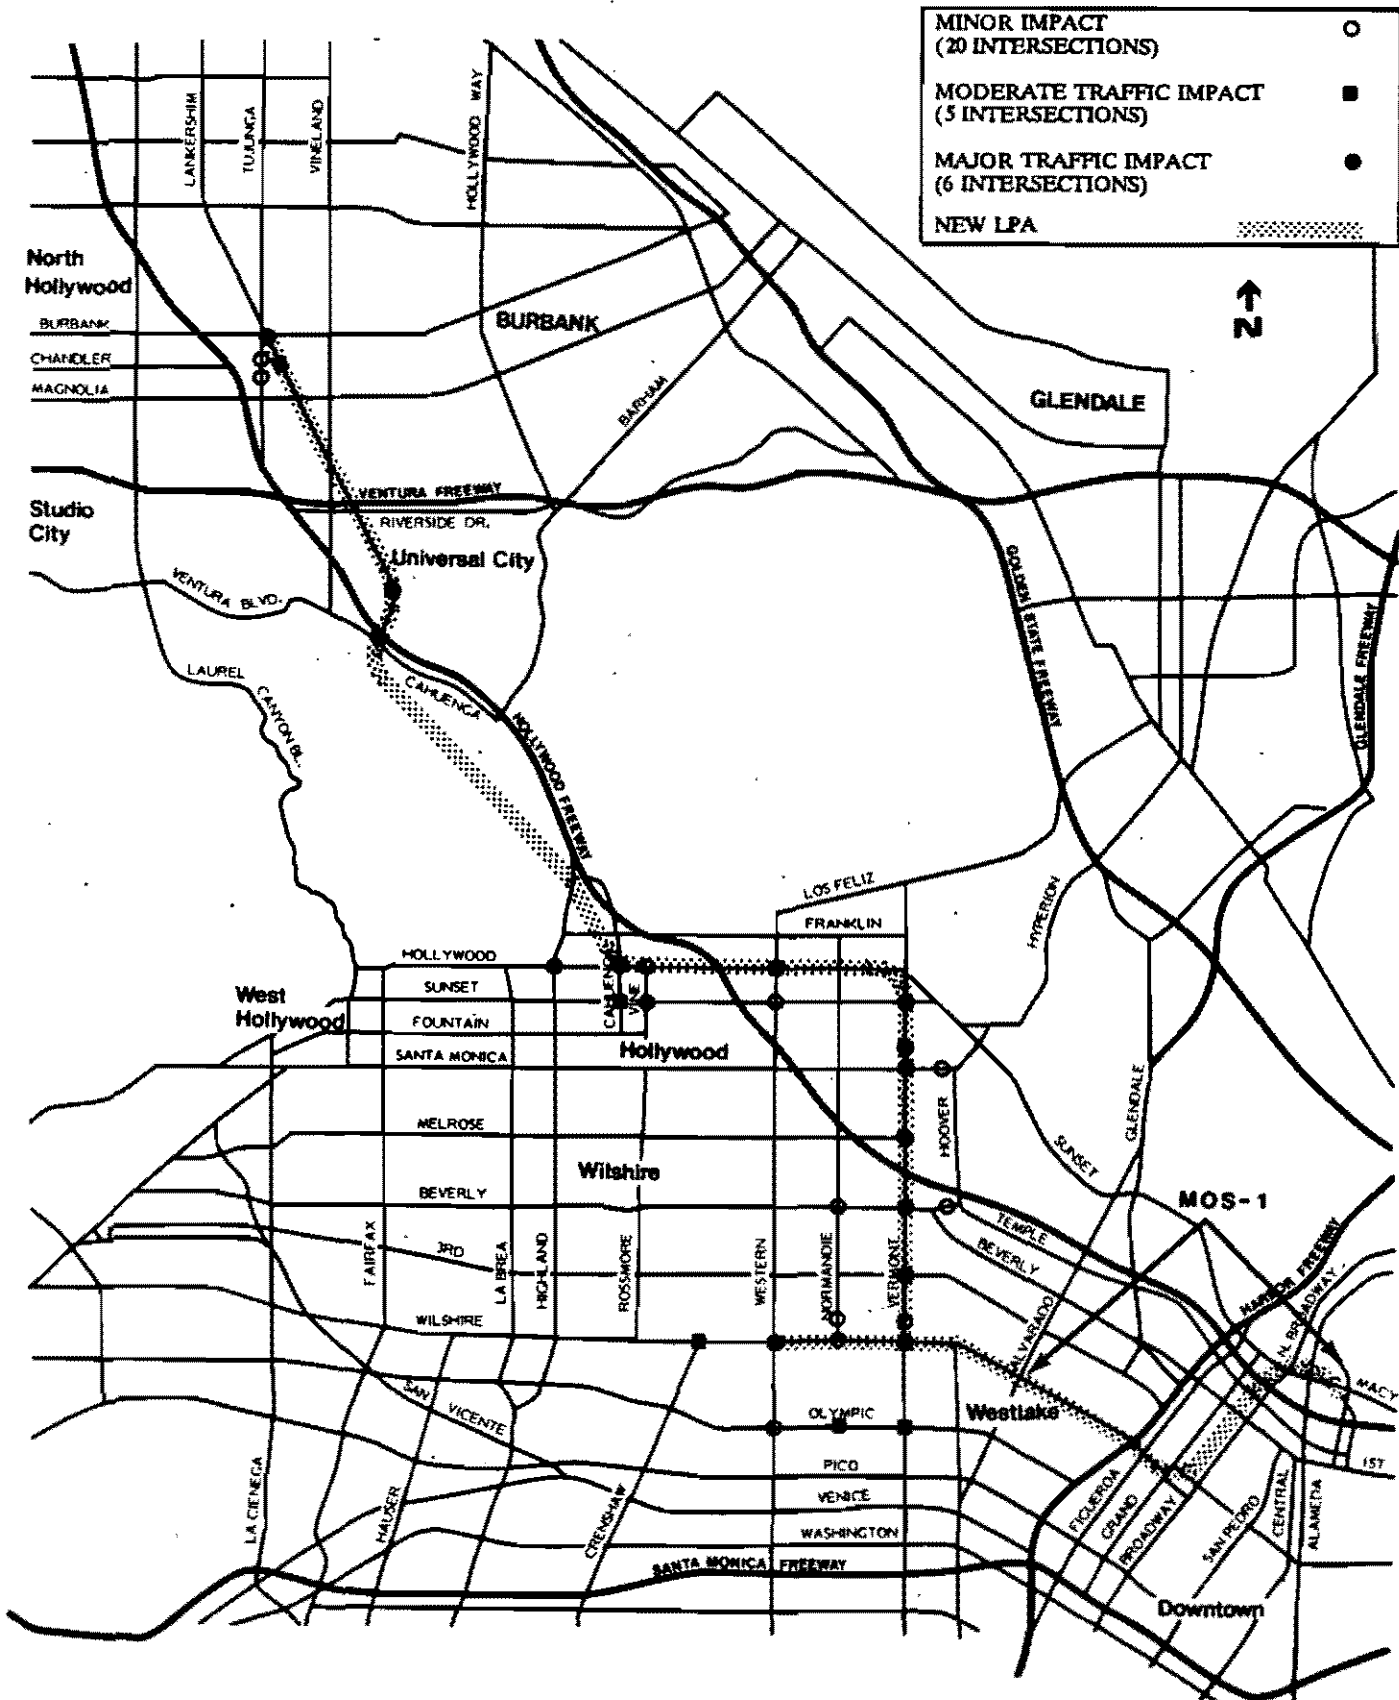 MINOR IMPACT
(20 INTERSECTIONS)
MODERATE TRAFFIC IMPACT
(5 INTERSECTIONS)
MAJOR TRAFFIC IMPACT
(6 INTERSECTIONS)
NEW LPA
N
LANKERSHIM
TUJUNGA
VINELAND
HOLLYWOOD WAY
North
Hollywood
BURBANK
CHANDLER
MAGNOLIA
BURBANK
BARHAM
GLENDALE
Studio
City
VENTURA FREEWAY
RIVERSIDE DR.
Universal City
VENTURA BLVD.
LAUREL
CANYON BL.
CAHUENGA
HOLLYWOOD FREEWAY
GOLDEN STATE FREEWAY
GLENDALE FREEWAY
LOS FELIZ
FRANKLIN
HYPERION
HOLLYWOOD
SUNSET
FOUNTAIN
SANTA MONICA
CAHUENGA
VINE
West
Hollywood
Hollywood
MELROSE
Wilshire
BEVERLY
HOOVER
GLENDALE
SUNSET
MOS-1
TEMPLE
BEVERLY
HARBOR FREEWAY
N. BROADWAY
3RD
FAIRFAX
LA BREA
HIGHLAND
ROSSMORE
WESTERN
NORMANDIE
VERMONT
ALVARADO
WILSHIRE
MACY
SAN
VICENTE
OLYMPIC
Westlake
PICO
VENICE
WASHINGTON
1ST
LA CIENEGA
HAUSER
CRENSHAW
FIGUEROA
GRAND
BROADWAY
SAN PEDRO
CENTRAL
ALAMEDA
SANTA MONICA FREEWAY
Downtown